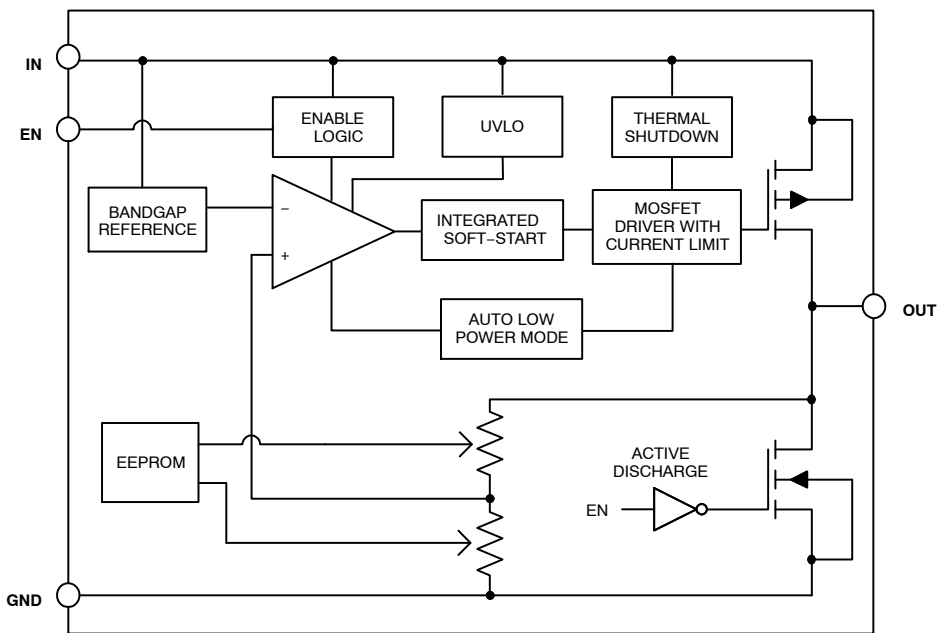 IN
ENABLE
LOGIC
UVLO
THERMAL
SHUTDOWN
EN
BANDGAP
REFERENCE
−
+
INTEGRATED
SOFT−START
MOSFET
DRIVER WITH
CURRENT LIMIT
AUTO LOW
POWER MODE
OUT
EEPROM
ACTIVE
DISCHARGE
EN
GND